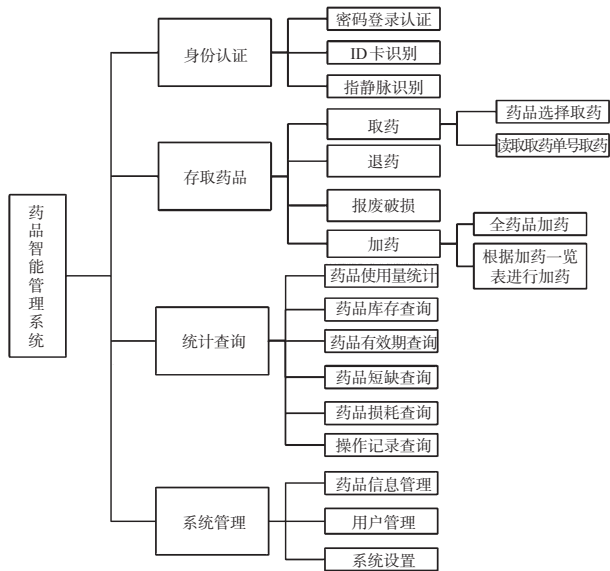 药品智能管理系统
身份认证
密码登录认证
ID卡识别
指静脉识别
存取药品
取药
药品选择取药
读取取药单号取药
退药
报废破损
加药
全药品加药
根据加药一览
表进行加药
统计查询
药品使用量统计
药品库存查询
药品有效期查询
药品短缺查询
药品损耗查询
操作记录查询
系统管理
药品信息管理
用户管理
系统设置